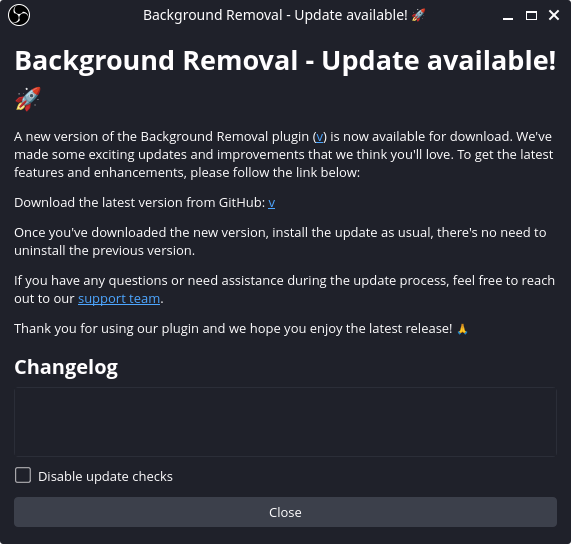 Background Removal - Update available! 🚀
Background Removal - Update available!
🚀
A new version of the Background Removal plugin (v) is now available for download. We've
made some exciting updates and improvements that we think you'll love. To get the latest
features and enhancements, please follow the link below:
Download the latest version from GitHub: v
Once you've downloaded the new version, install the update as usual, there's no need to
uninstall the previous version.
If you have any questions or need assistance during the update process, feel free to reach
out to our support team.
Thank you for using our plugin and we hope you enjoy the latest release! 🙏
Changelog
Disable update checks
Close